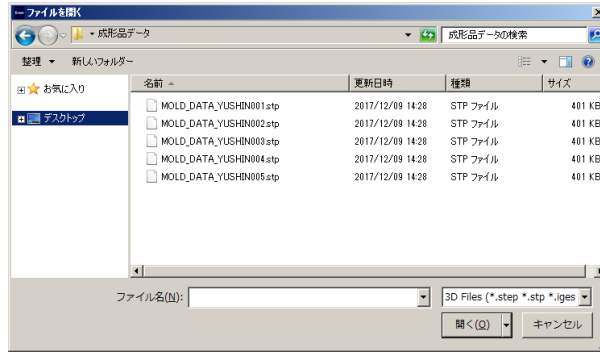 ファイルを開く
成形品データ
成形品データの検索
整理 新しいフォルダー
お気に入り
デスクトップ
名前 更新日時 種類 サイズ
MOLD_DATA_YUSHIN001.stp 2017/12/09 14:28 STP ファイル 401 KB
MOLD_DATA_YUSHIN002.stp 2017/12/09 14:28 STP ファイル 401 KB
MOLD_DATA_YUSHIN003.stp 2017/12/09 14:28 STP ファイル 401 KB
MOLD_DATA_YUSHIN004.stp 2017/12/09 14:28 STP ファイル 401 KB
MOLD_DATA_YUSHIN005.stp 2017/12/09 14:28 STP ファイル 401 KB
ファイル名(N):
3D Files (*.step *.stp *.iges
開く(O) キャンセル